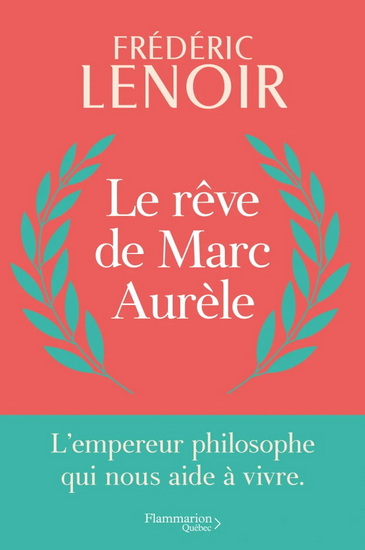 FRÉDÉRIC
LENOIR
Le rêve
de Marc
Aurèle
L'empereur philosophe
qui nous aide à vivre.
Flammarion
Québec